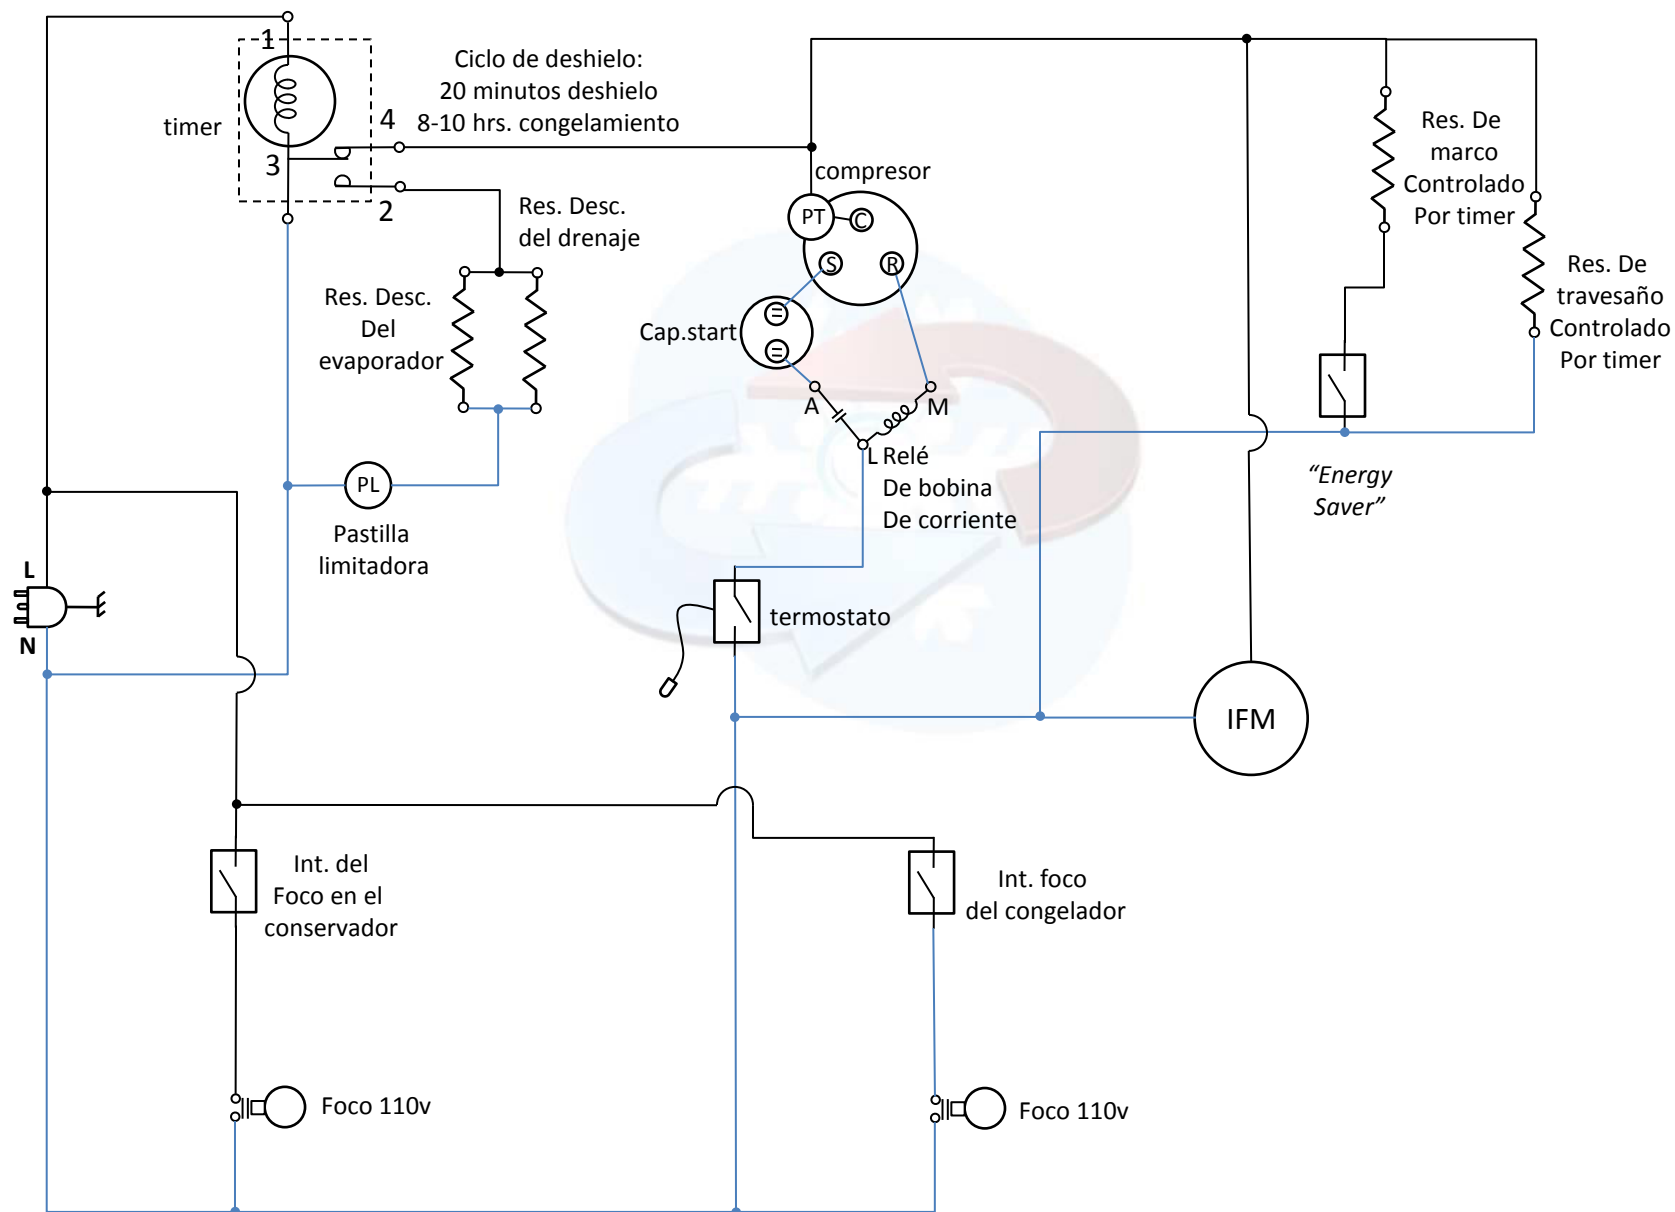 1
timer
3
4
2
Ciclo de deshielo:
20 minutos deshielo
8-10 hrs. congelamiento
Res. Desc.
del drenaje
Res. Desc.
Del
evaporador
PL
Pastilla
limitadora
L
N
compresor
PT
C
S
R
Cap.start
A
M
L Relé
De bobina
De corriente
termostato
Res. De
marco
Controlado
Por timer
Res. De
travesaño
Controlado
Por timer
“Energy
Saver”
IFM
Int. del
Foco en el
conservador
Int. foco
del congelador
Foco 110v
Foco 110v